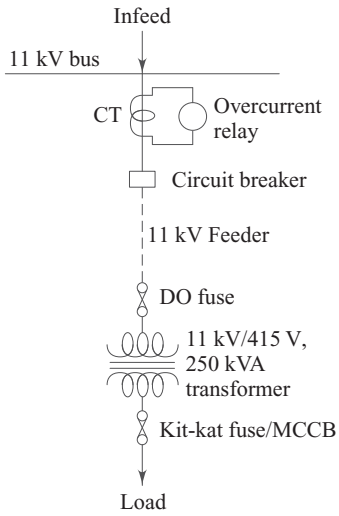 Infeed
11 kV bus
CT
Overcurrent
relay
Circuit breaker
11 kV Feeder
DO fuse
11 kV/415 V,
250 kVA
transformer
Kit-kat fuse/MCCB
Load